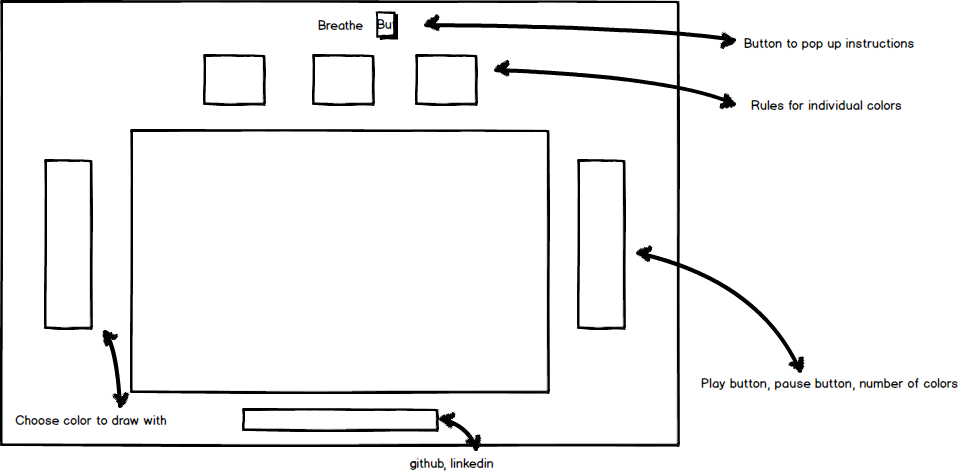 Breathe
Bu
Button to pop up instructions
Rules for individual colors
Play button, pause button, number of colors
Choose color to draw with
github, linkedin